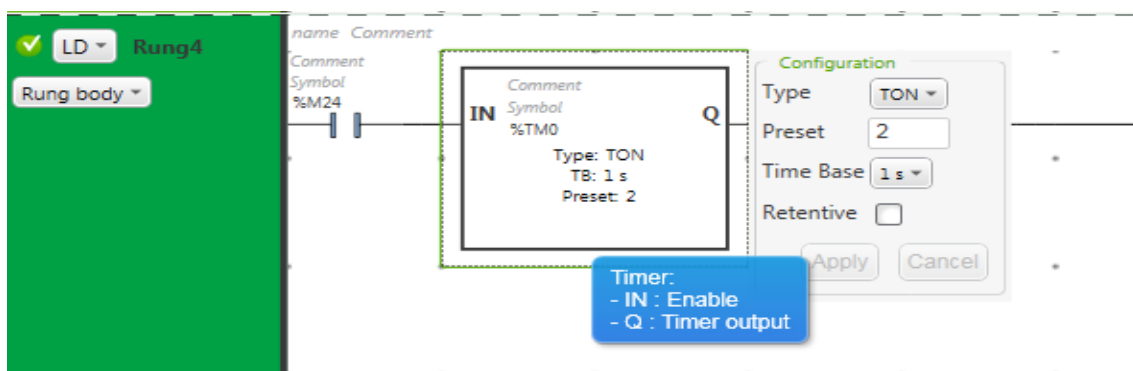 LD Rung4
Rung body
name Comment
Comment
Symbol
%M24
Comment
Symbol
%TM0
IN
Q
Type: TON
TB: 1 s
Preset: 2
Configuration
Type TON
Preset 2
Time Base 1 s
Retentive
Apply Cancel
Timer:
- IN : Enable
- Q : Timer output